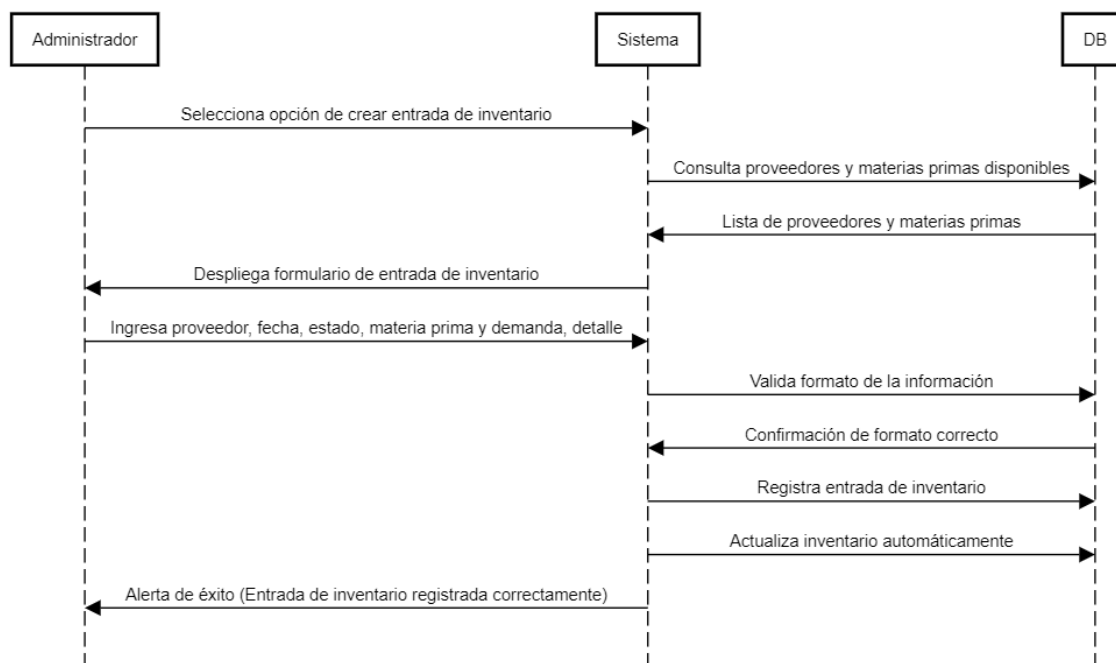 Administrador
Sistema
DB
Selecciona opción de crear entrada de inventario
Consulta proveedores y materias primas disponibles
Lista de proveedores y materias primas
Despliega formulario de entrada de inventario
Ingresa proveedor, fecha, estado, materia prima y demanda, detalle
Valida formato de la información
Confirmación de formato correcto
Registra entrada de inventario
Actualiza inventario automáticamente
Alerta de éxito (Entrada de inventario registrada correctamente)